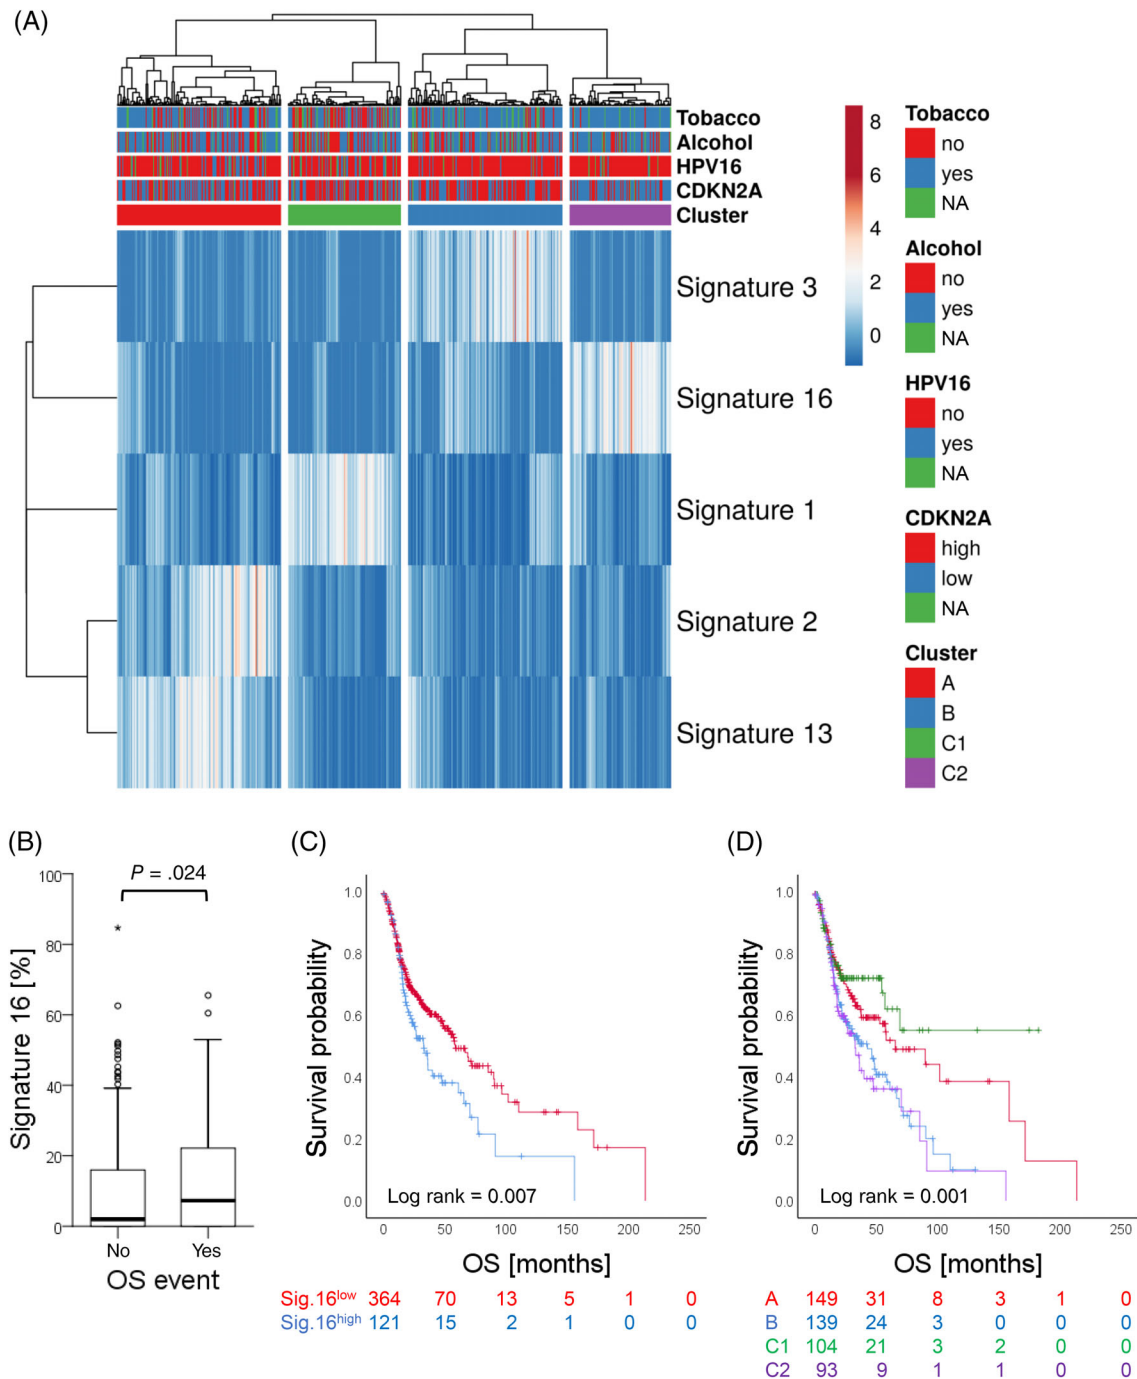 (A)
Tobacco
Alcohol
HPV16
CDKN2A
Cluster
Signature 3
Signature 16
Signature 1
Signature 2
Signature 13
8
6
4
2
0
Tobacco
no
yes
NA
Alcohol
no
yes
NA
HPV16
no
yes
NA
CDKN2A
high
low
NA
Cluster
A
B
C1
C2
(B)
P = .024
100
80
60
40
20
0
Signature 16 [%]
No Yes
OS event
(C)
1.0
0.8
0.6
0.4
0.2
0.0
Survival probability
Log rank = 0.007
0 50 100 150 200 250
OS [months]
Sig.16low 364 70 13 5 1 0
Sig.16high 121 15 2 1 0 0
(D)
1.0
0.8
0.6
0.4
0.2
0.0
Survival probability
Log rank = 0.001
0 50 100 150 200 250
OS [months]
A 149 31 8 3 1 0
B 139 24 3 0 0 0
C1 104 21 3 2 0 0
C2 93 9 1 1 0 0